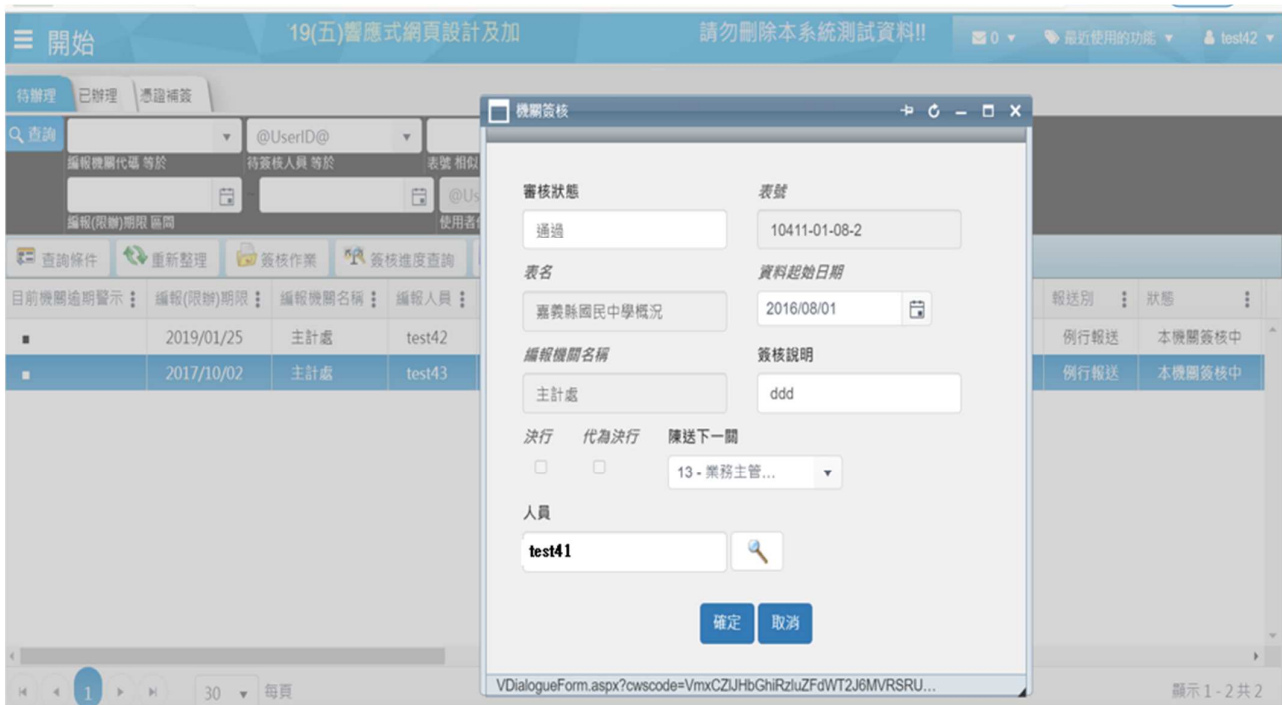 開始 '19(五)響應式網頁設計及加 請勿刪除本系統測試資料!! 0 最近使用的功能 test42
待辦理 已辦理 憑證補簽
查詢 @UserID@
編報機關代碼 等於 待簽核人員 等於 表號 相似
~ @Us
編報(限辦)期限 區間 使用者
查詢條件 重新整理 簽核作業 簽核進度查詢
目前機關逾期警示 編報(限辦)期限 編報機關名稱 編報人員 報送別 狀態
2019/01/25 主計處 test42 例行報送 本機關簽核中
2017/10/02 主計處 test43 例行報送 本機關簽核中
機關簽核
審核狀態 表號
通過 10411-01-08-2
表名 資料起始日期
嘉義縣國民中學概況 2016/08/01
編報機關名稱 簽核說明
主計處 ddd
決行 代為決行 陳送下一關
13 - 業務主管...
人員
test41
確定 取消
1 30 每頁 顯示 1 - 2 共 2